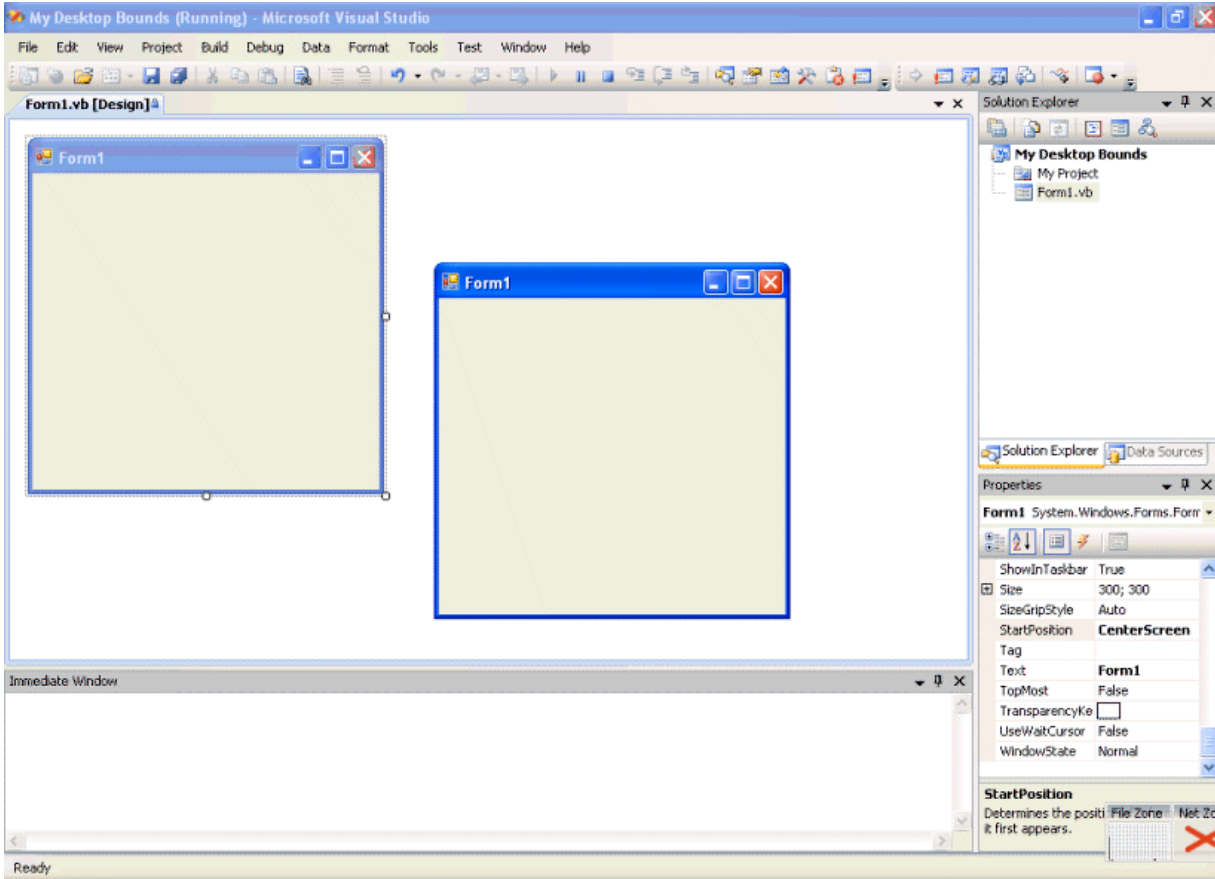 My Desktop Bounds (Running) - Microsoft Visual Studio
File Edit View Project Build Debug Data Format Tools Test Window Help
Form1.vb [Design]
Form1
Form1
Immediate Window
Ready
Solution Explorer
My Desktop Bounds
My Project
Form1.vb
Solution Explorer Data Sources
Properties
Form1 System.Windows.Forms.Form
ShowInTaskbar True
Size 300; 300
SizeGripStyle Auto
StartPosition CenterScreen
Tag
Text Form1
TopMost False
TransparencyKe
UseWaitCursor False
WindowState Normal
StartPosition
Determines the positi
it first appears.
File Zone Net Zo